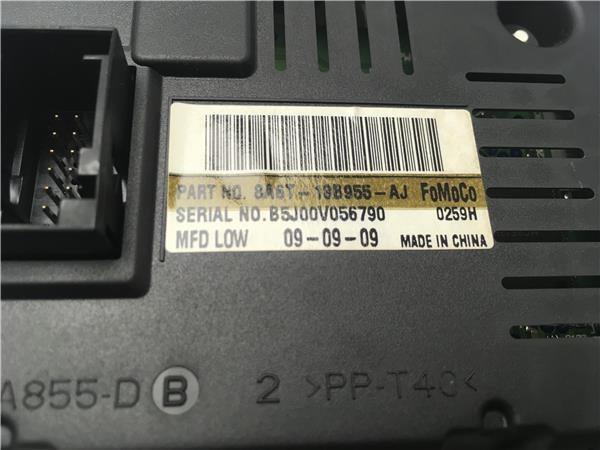 PART NO. 8A6T-19B955-AJ FoMoCo
SERIAL NO.B5J00V056790 0259H
MFD LOW 09-09-09 MADE IN CHINA
A855-D B 2 >PP-T40<